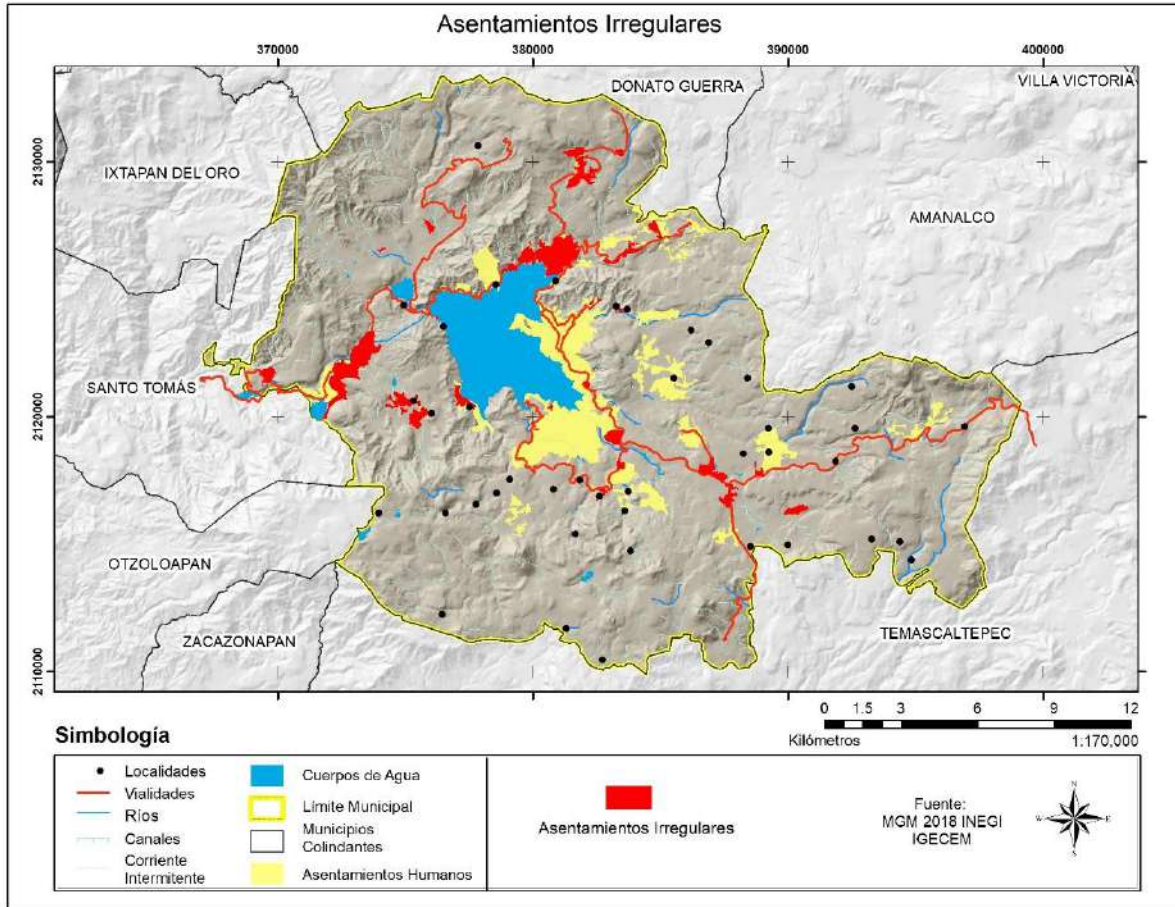 Asentamientos Irregulares
370000
380000
390000
400000
DONATO GUERRA
VILLA VICTORIA
2130000
IXTAPAN DEL ORO
AMANALCO
SANTO TOMÁS
2120000
OTZOLOAPAN
ZACAZONAPAN
TEMASCALTEPEC
2110000
0 1.5 3 6 9 12
Kilómetros
1:170,000
Simbología
Localidades
Vialidades
Ríos
Canales
Corriente
Intermitente
Cuerpos de Agua
Límite Municipal
Municipios
Colindantes
Asentamientos Humanos
Asentamientos Irregulares
Fuente:
MGM 2018 INEGI
IGECEM
N
W
E
S